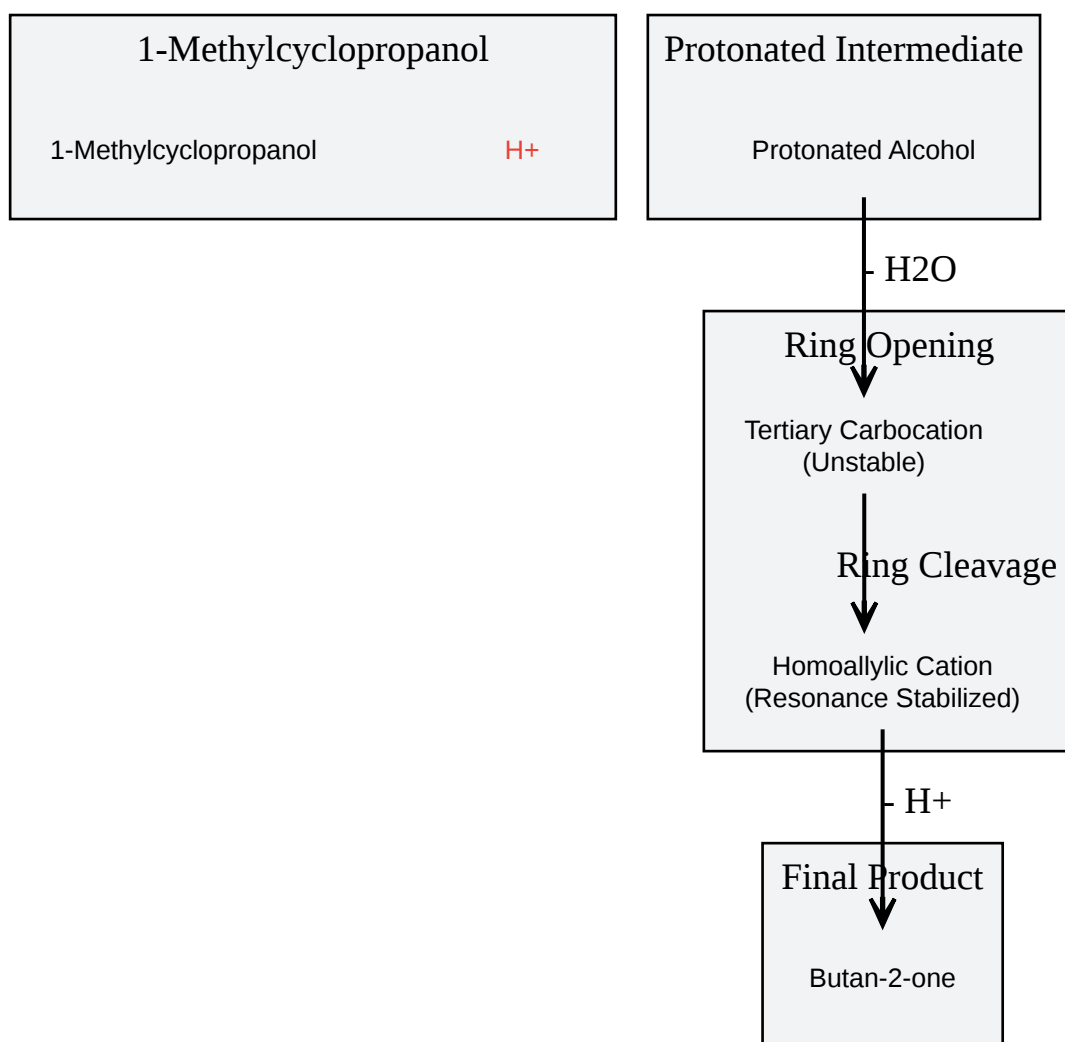 1-Methylcyclopropanol
1-Methylcyclopropanol
H+
Protonated Intermediate
Protonated Alcohol
- H2O
Ring Opening
Tertiary Carbocation
(Unstable)
Ring Cleavage
Homoallylic Cation
(Resonance Stabilized)
- H+
Final Product
Butan-2-one